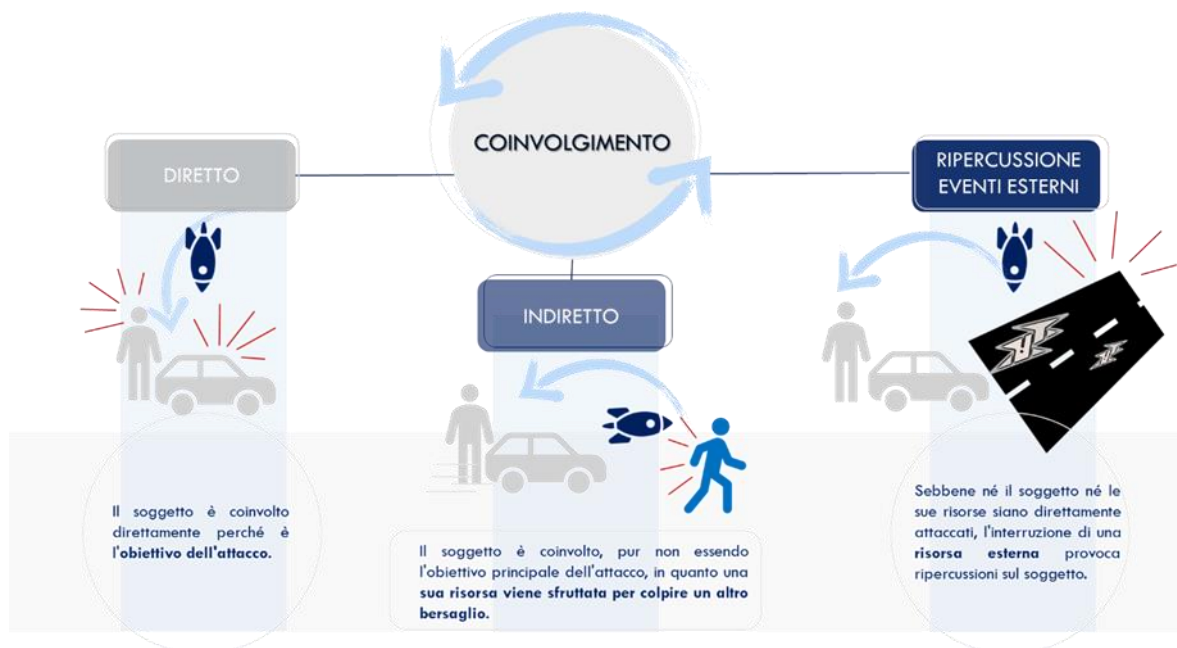 COINVOLGIMENTO
DIRETTO
Il soggetto è coinvolto
direttamente perché è
l'obiettivo dell'attacco.
INDIRETTO
Il soggetto è coinvolto, pur non essendo
l'obiettivo principale dell'attacco, in quanto una
sua risorsa viene sfruttata per colpire un altro
bersaglio.
RIPERCUSSIONE
EVENTI ESTERNI
Sebbene né il soggetto né le
sue risorse siano direttamente
attaccati, l'interruzione di una
risorsa esterna provoca
ripercussioni sul soggetto.